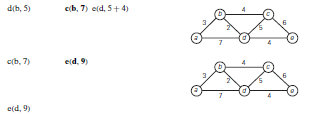 d(b, 5) c(b, 7) e(d, 5 + 4)
b 4 c
3 2 5 6
a d e
7 4
c(b, 7) e(d, 9)
b 4 c
3 2 5 6
a d e
7 4
e(d, 9)